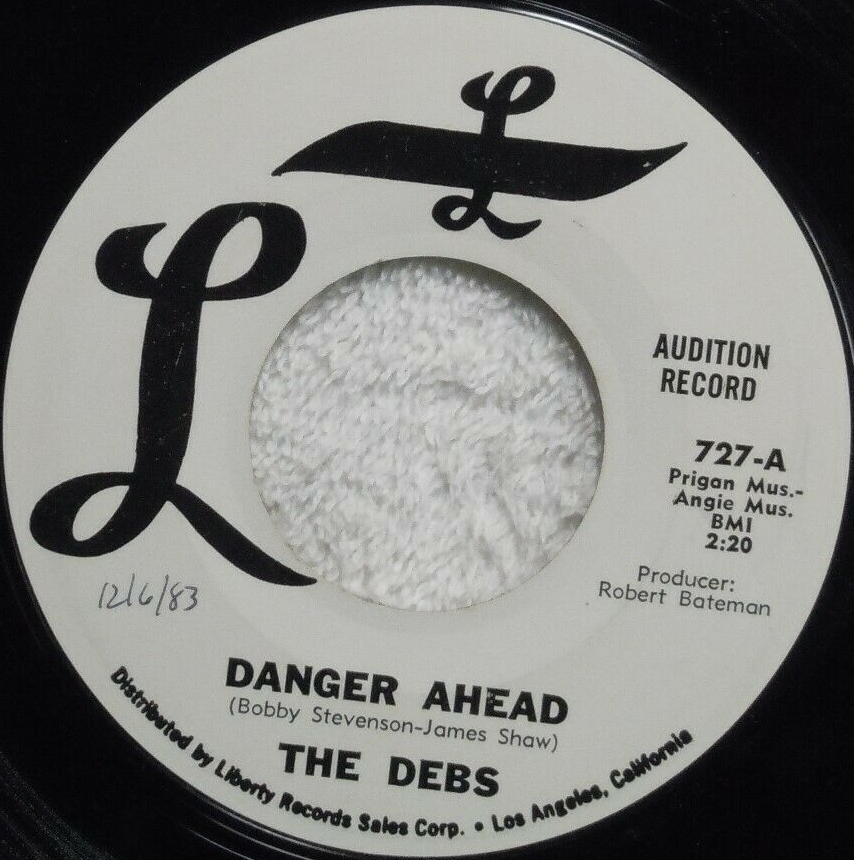 L
L
AUDITION
RECORD
727-A
Prigan Mus.-
Angie Mus.
BMI
2:20
Producer:
Robert Bateman
12/6/83
DANGER AHEAD
(Bobby Stevenson-James Shaw)
THE DEBS
Distributed by Liberty Records Sales Corp. • Los Angeles, California